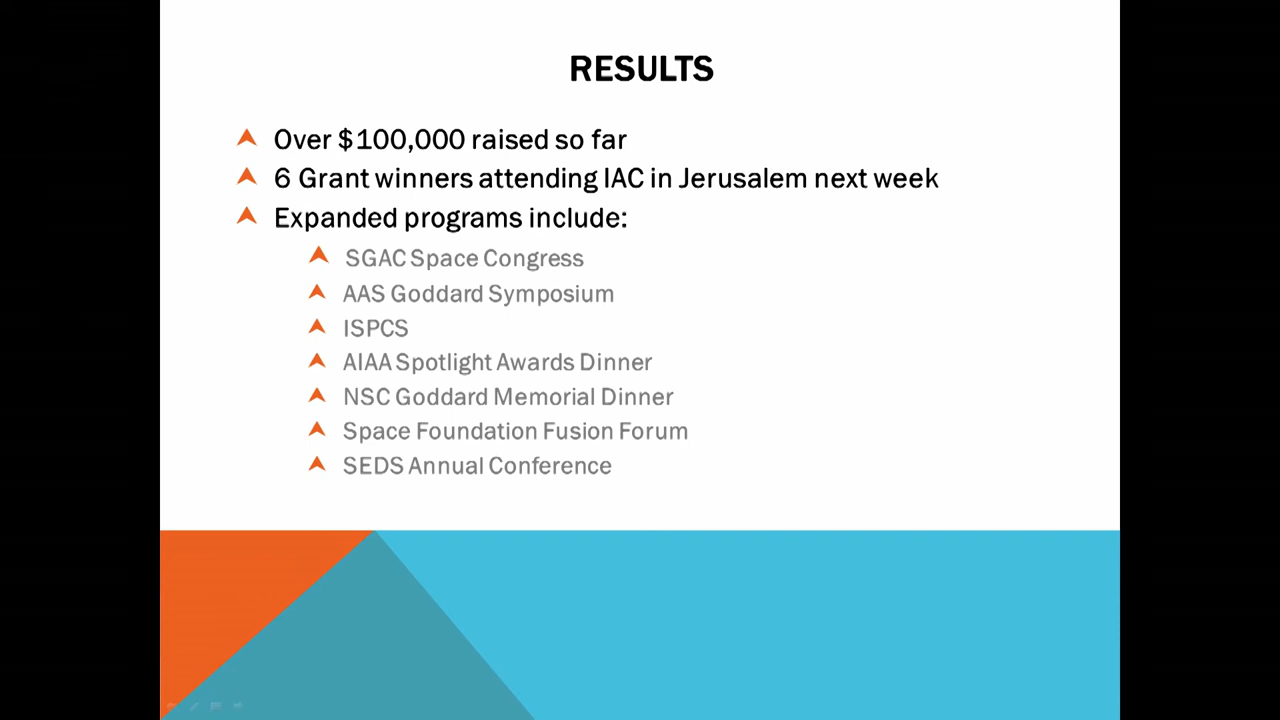 RESULTS
Over $100,000 raised so far
6 Grant winners attending IAC in Jerusalem next week
Expanded programs include:
SGAC Space Congress
AAS Goddard Symposium
ISPCS
AIAA Spotlight Awards Dinner
NSC Goddard Memorial Dinner
Space Foundation Fusion Forum
SEDS Annual Conference